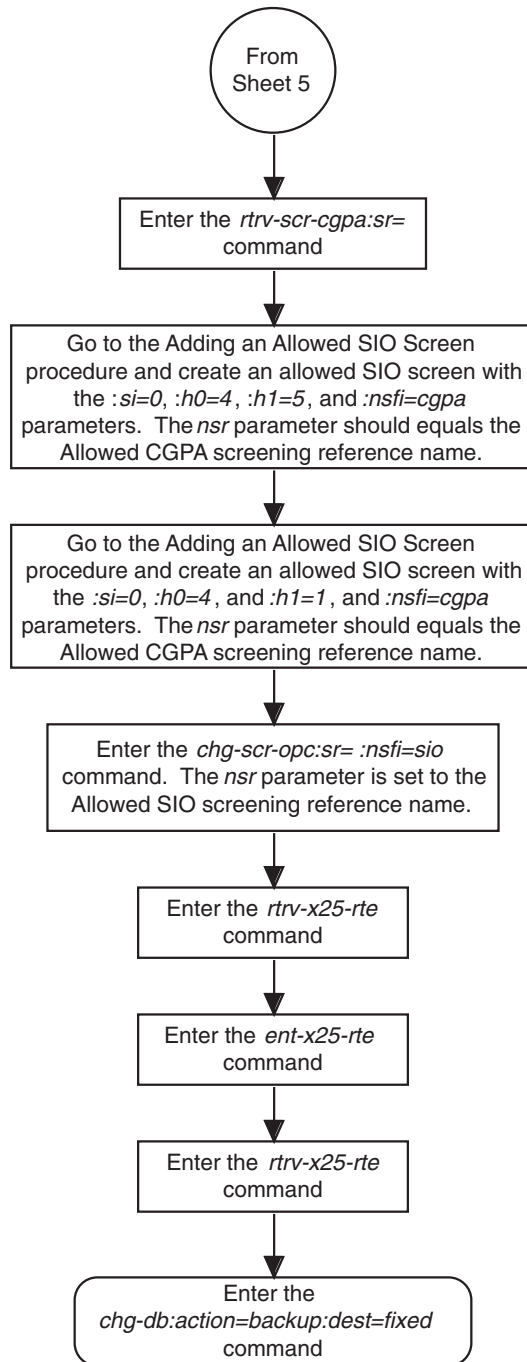 From
Sheet 5
Enter the rtrv-scr-cgpa:sr=
command
Go to the Adding an Allowed SIO Screen
procedure and create an allowed SIO screen with
the :si=0, :h0=4, :h1=5, and :nsfi=cgpa
parameters. The nsr parameter should equals the
Allowed CGPA screening reference name.
Go to the Adding an Allowed SIO Screen
procedure and create an allowed SIO screen with
the :si=0, :h0=4, and :h1=1, and :nsfi=cgpa
parameters. The nsr parameter should equals the
Allowed CGPA screening reference name.
Enter the chg-scr-opc:sr= :nsfi=sio
command. The nsr parameter is set to the
Allowed SIO screening reference name.
Enter the rtrv-x25-rte
command
Enter the ent-x25-rte
command
Enter the rtrv-x25-rte
command
Enter the
chg-db:action=backup:dest=fixed
command